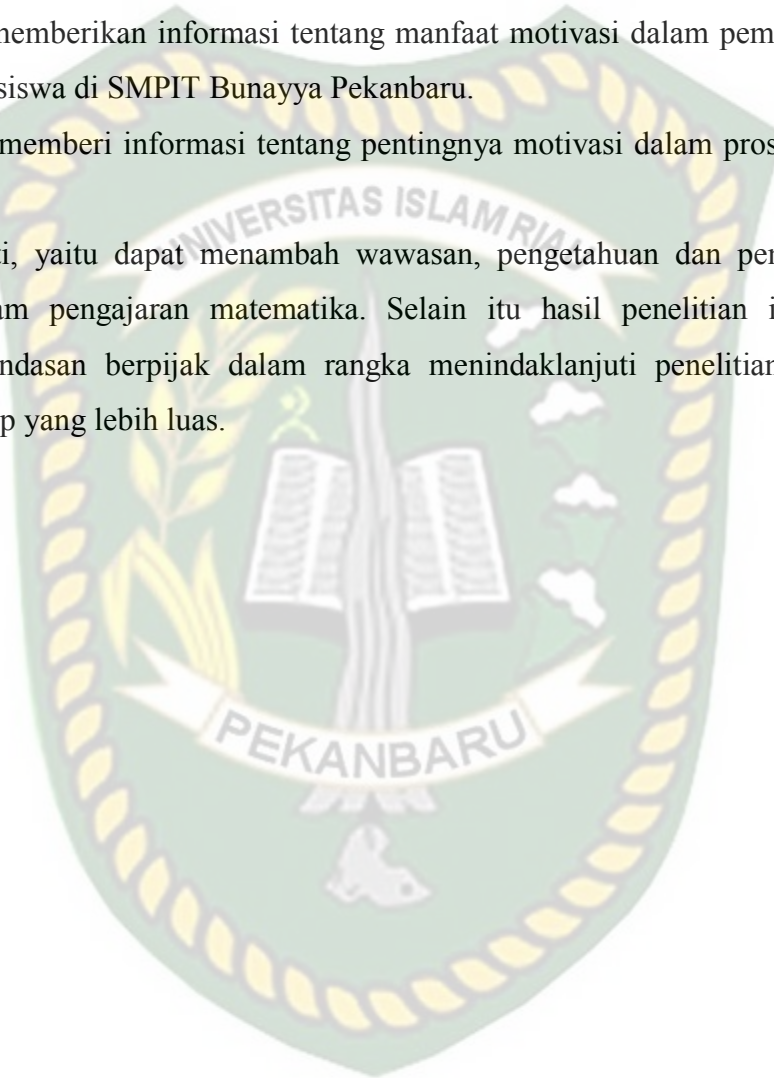 memberikan informasi tentang manfaat motivasi dalam pem
siswa di SMPIT Bunayya Pekanbaru.
memberi informasi tentang pentingnya motivasi dalam pros
UNIVERSITAS ISLAM RIAU
ti, yaitu dapat menambah wawasan, pengetahuan dan per
am pengajaran matematika. Selain itu hasil penelitian i
ndasan berpijak dalam rangka menindaklanjuti penelitian
p yang lebih luas.
PEKANBARU